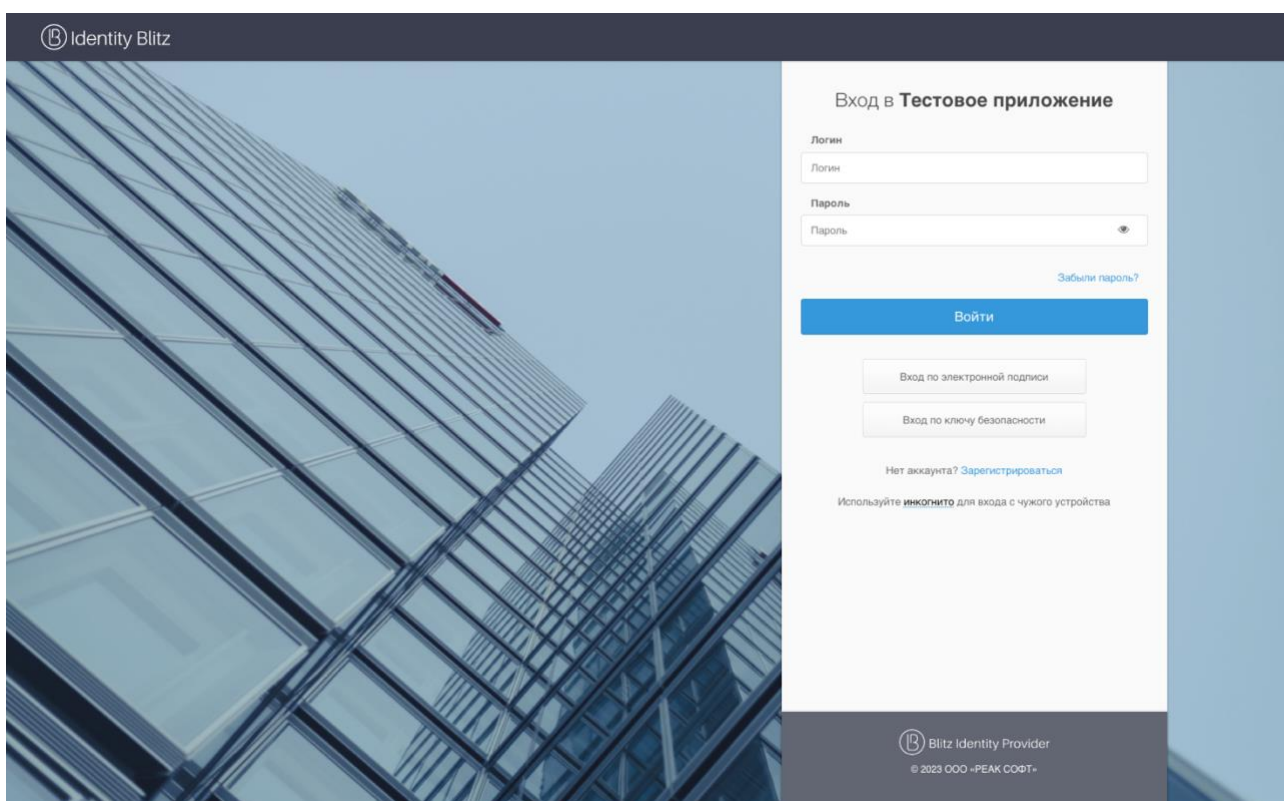 Identity Blitz
Вход в Тестовое приложение
Логин
Логин
Пароль
Пароль
Забыли пароль?
Войти
Вход по электронной подписи
Вход по ключу безопасности
Нет аккаунта? Зарегистрироваться
Используйте инкогнито для входа с чужого устройства
Blitz Identity Provider
© 2023 ООО «РЕАК СОФТ»